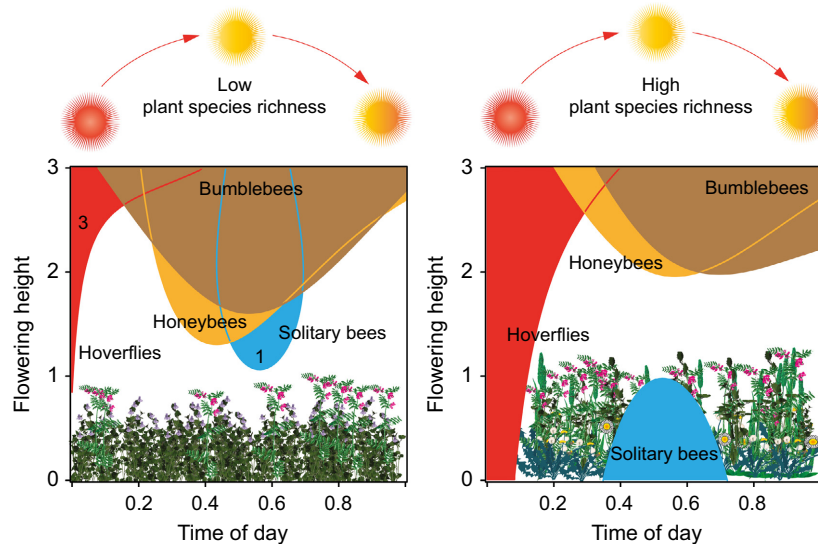 Low
plant species richness
High
plant species richness
3
2
1
0
Flowering height
Bumblebees
3
Honeybees
Solitary bees
1
Hoverflies
0.2
0.4
0.6
0.8
Time of day
3
2
1
0
Flowering height
Bumblebees
Honeybees
Hoverflies
Solitary bees
0.2
0.4
0.6
0.8
Time of day